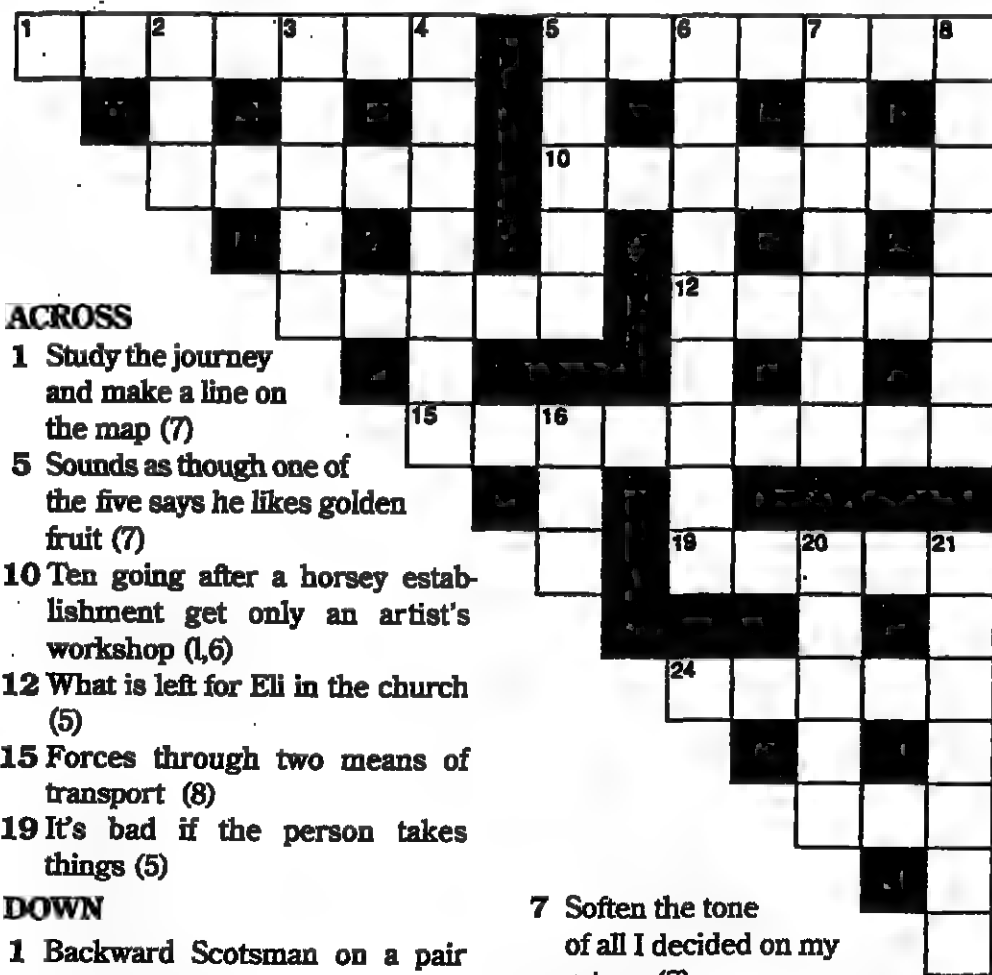 1 2 3 4 5 6 7 8
10
12
15 16
19 20 21
24
ACROSS
1 Study the journey
and make a line on
the map (7)
5 Sounds as though one of
the five says he likes golden
fruit (7)
10 Ten going after a horsey estab-
lishment get only an artist's
workshop (1,6)
12 What is left for Eli in the church
(5)
15 Forces through two means of
transport (8)
19 It's bad if the person takes
things (5)
DOWN
1 Backward Scotsman on a pair
7 Soften the tone
of all I decided on my